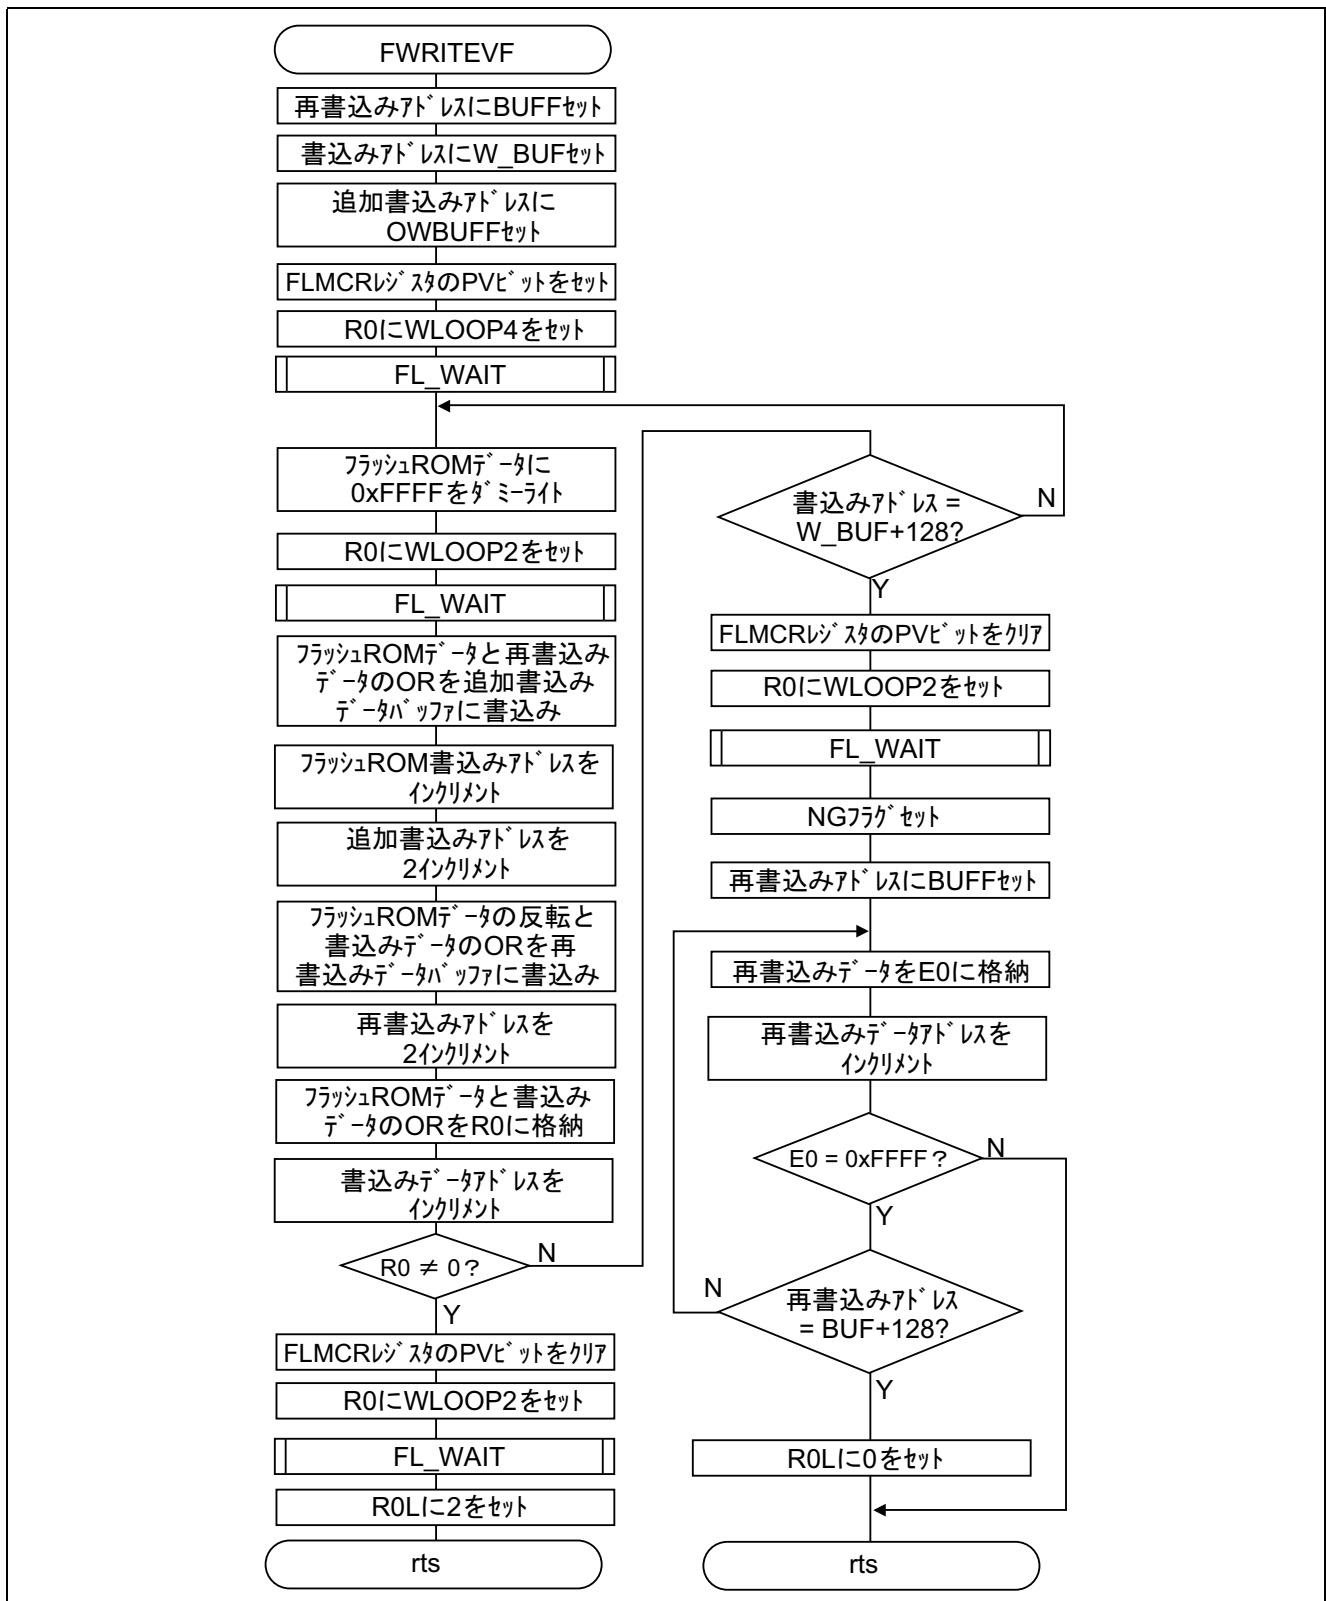 FWRITEVF
再書込みｱﾄﾞﾚｽにBUFFｾｯﾄ
書込みｱﾄﾞﾚｽにW_BUFｾｯﾄ
追加書込みｱﾄﾞﾚｽに
OWBUFFｾｯﾄ
FLMCRﾚｼﾞｽﾀのPVﾋﾞｯﾄをｾｯﾄ
R0にWLOOP4をｾｯﾄ
FL_WAIT
ﾌﾗｯｼｭROMﾃﾞｰﾀに
0xFFFFをﾀﾞﾐｰﾗｲﾄ
R0にWLOOP2をｾｯﾄ
FL_WAIT
ﾌﾗｯｼｭROMﾃﾞｰﾀと再書込み
ﾃﾞｰﾀのORを追加書込み
ﾃﾞｰﾀﾊﾞｯﾌｧに書込み
ﾌﾗｯｼｭROM書込みｱﾄﾞﾚｽを
ｲﾝｸﾘﾒﾝﾄ
追加書込みｱﾄﾞﾚｽを
2ｲﾝｸﾘﾒﾝﾄ
ﾌﾗｯｼｭROMﾃﾞｰﾀの反転と
書込みﾃﾞｰﾀのORを再
書込みﾃﾞｰﾀﾊﾞｯﾌｧに書込み
再書込みｱﾄﾞﾚｽを
2ｲﾝｸﾘﾒﾝﾄ
ﾌﾗｯｼｭROMﾃﾞｰﾀと書込み
ﾃﾞｰﾀのORをR0に格納
書込みﾃﾞｰﾀｱﾄﾞﾚｽを
ｲﾝｸﾘﾒﾝﾄ
R0 ≠ 0？
N
Y
FLMCRﾚｼﾞｽﾀのPVﾋﾞｯﾄをｸﾘｱ
R0にWLOOP2をｾｯﾄ
FL_WAIT
R0Lに2をｾｯﾄ
rts
書込みｱﾄﾞﾚｽ =
W_BUF+128?
N
Y
FLMCRﾚｼﾞｽﾀのPVﾋﾞｯﾄをｸﾘｱ
R0にWLOOP2をｾｯﾄ
FL_WAIT
NGﾌﾗｸﾞｾｯﾄ
再書込みｱﾄﾞﾚｽにBUFFｾｯﾄ
再書込みﾃﾞｰﾀをE0に格納
再書込みﾃﾞｰﾀｱﾄﾞﾚｽを
ｲﾝｸﾘﾒﾝﾄ
E0 = 0xFFFF？
N
Y
再書込みｱﾄﾞﾚｽ
= BUF+128?
N
Y
R0Lに0をｾｯﾄ
rts